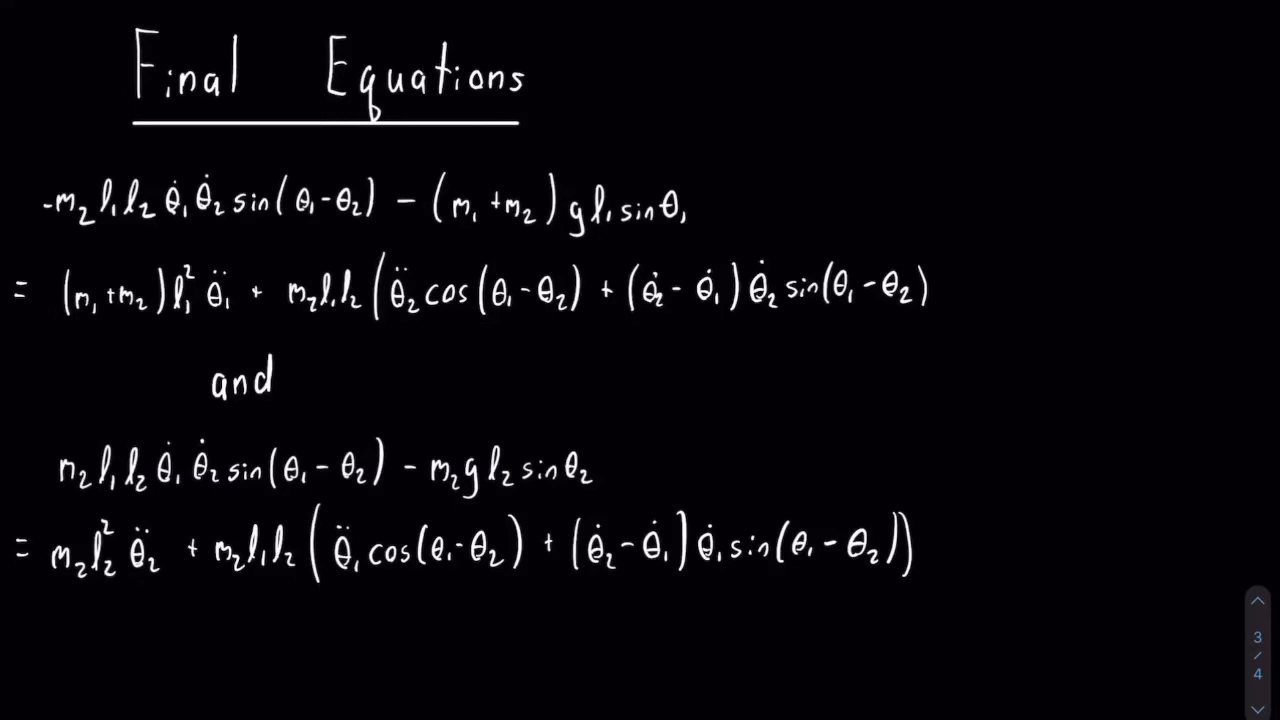 Final Equations
-m₂l₁l₂θ̇₁θ̇₂sin(θ₁-θ₂) - (m₁+m₂)gl₁sinθ₁
= (m₁+m₂)l₁²θ̈₁ + m₂l₁l₂(θ̈₂cos(θ₁-θ₂) + (θ̇₂-θ̇₁)θ̇₂sin(θ₁-θ₂)
and
m₂l₁l₂θ̇₁θ̇₂sin(θ₁-θ₂) - m₂gl₂sinθ₂
= m₂l₂²θ̈₂ + m₂l₁l₂(θ̈₁cos(θ₁-θ₂) + (θ̇₂-θ̇₁)θ̇₁sin(θ₁-θ₂))
3
/
4